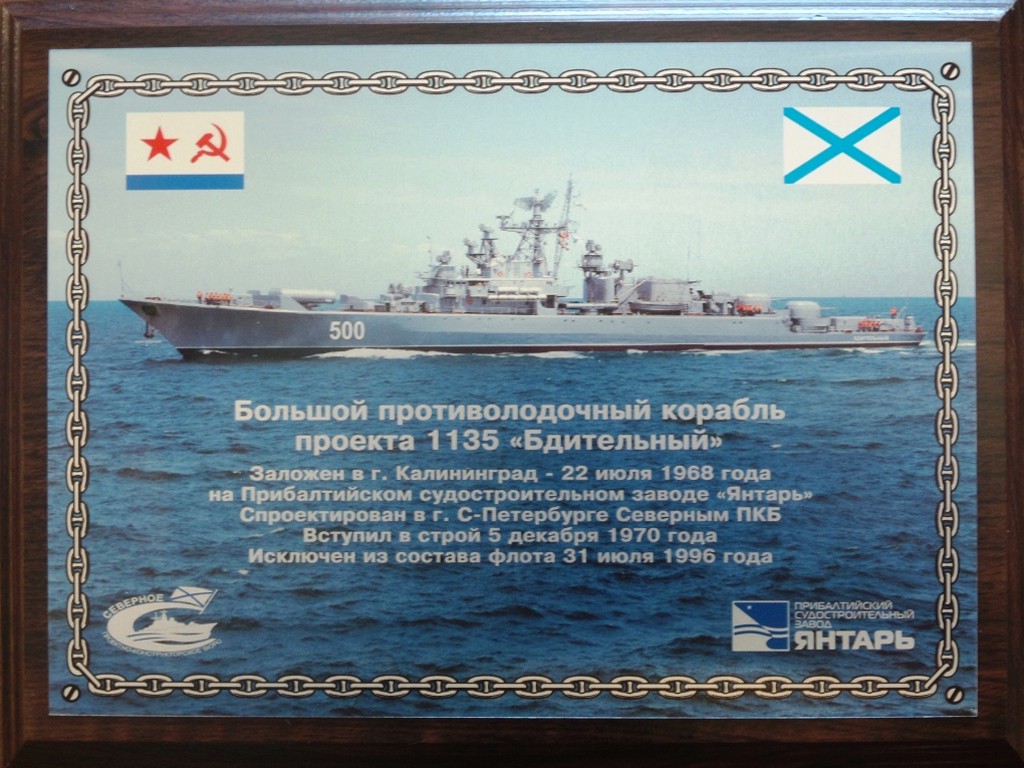 500
Большой противолодочный корабль
проекта 1135 «Бдительный»
Заложен в г. Калининград - 22 июля 1968 года
на Прибалтийском судостроительном заводе «Янтарь»
Спроектирован в г. С-Петербурге Северным ПКБ
Вступил в строй 5 декабря 1970 года
Исключен из состава флота 31 июля 1996 года
СЕВЕРНОЕ
ПРИБАЛТИЙСКИЙ
СУДОСТРОИТЕЛЬНЫЙ
ЗАВОД
ЯНТАРЬ